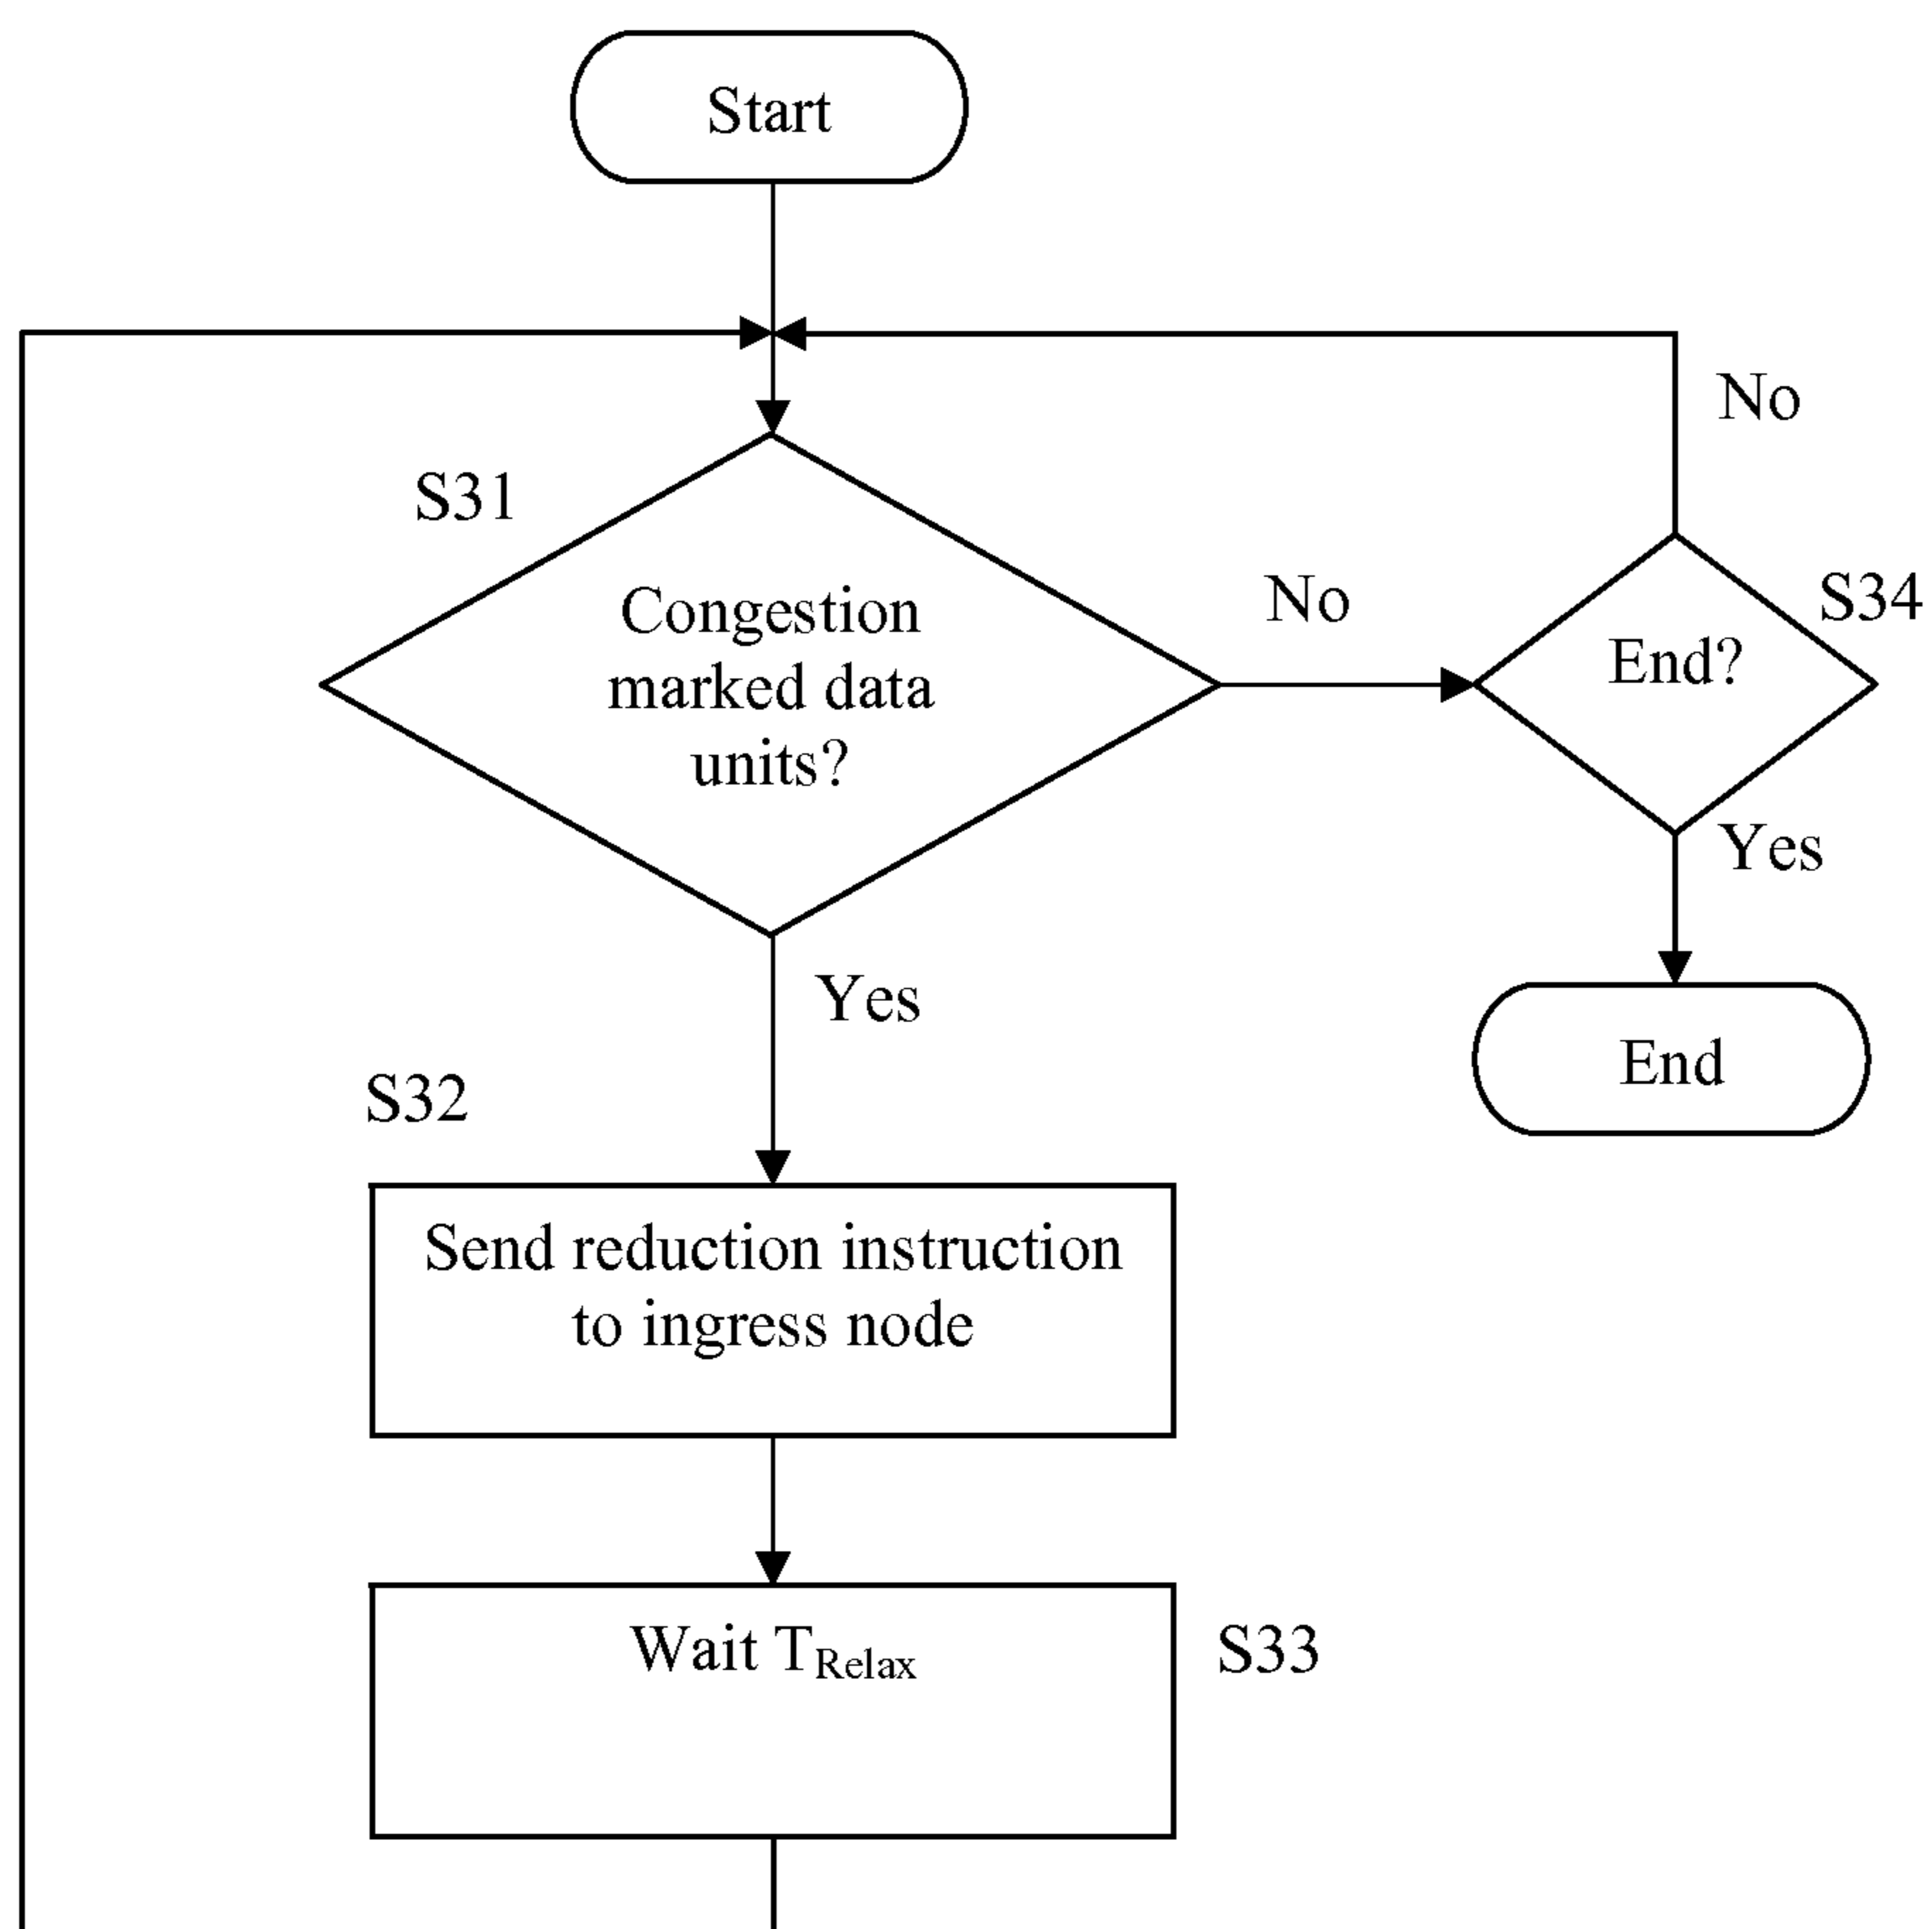 Start
No
S31
Congestion
marked data
units?
No
S34
End?
Yes
Yes
End
S32
Send reduction instruction
to ingress node
Wait T_Relax
S33